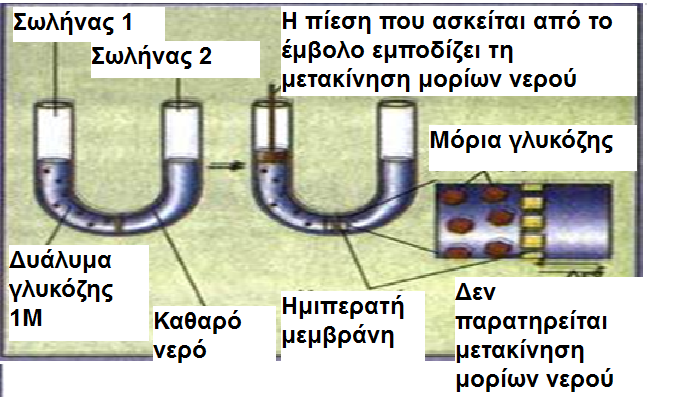 Σωλήνας 1
Σωλήνας 2
Η πίεση που ασκείται από το
έμβολο εμποδίζει τη
μετακίνηση μορίων νερού
Μόρια γλυκόζης
Δυάλυμα
γλυκόζης
1Μ
Καθαρό
νερό
Ημιπερατή
μεμβράνη
Δεν
παρατηρείται
μετακίνηση
μορίων νερού